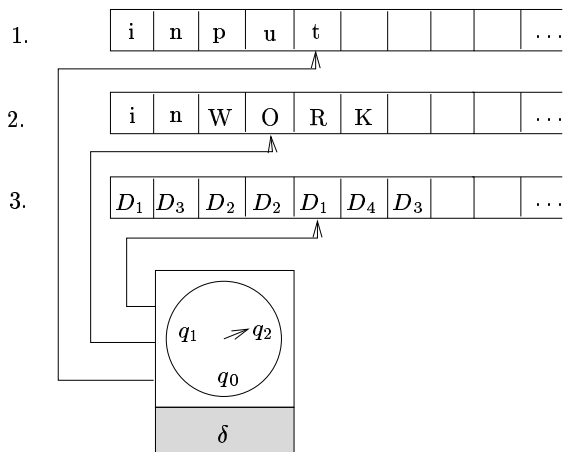 1. i n p u t ...
2. i n W O R K ...
3. D₁ D₃ D₂ D₂ D₁ D₄ D₃ ...
q₁ q₂
q₀
δ